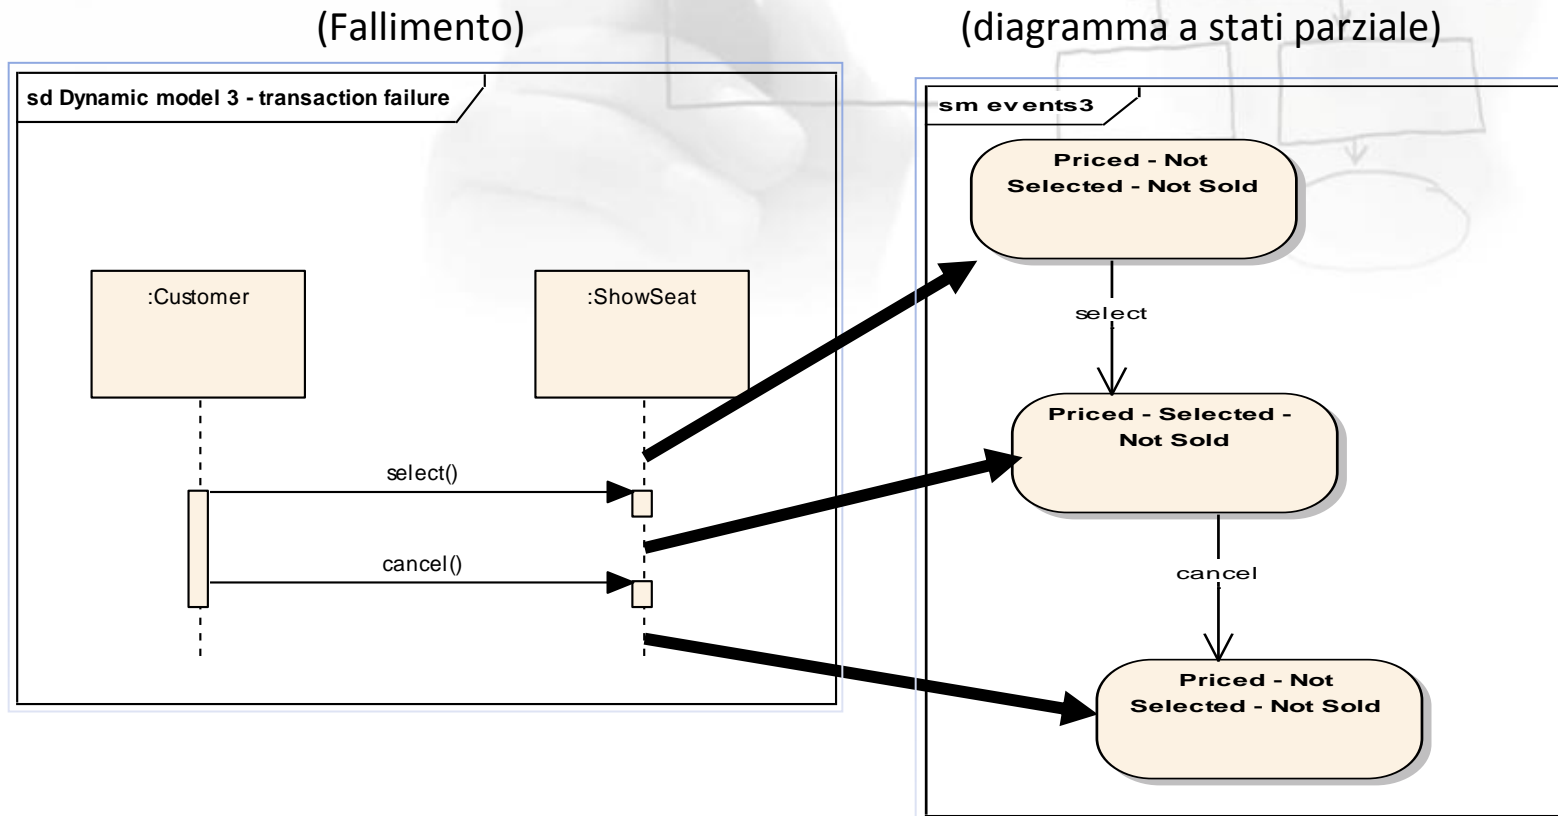 (Fallimento)
(diagramma a stati parziale)
sd Dynamic model 3 - transaction failure
:Customer
:ShowSeat
select()
cancel()
sm events3
Priced - Not
Selected - Not Sold
select
Priced - Selected -
Not Sold
cancel
Priced - Not
Selected - Not Sold